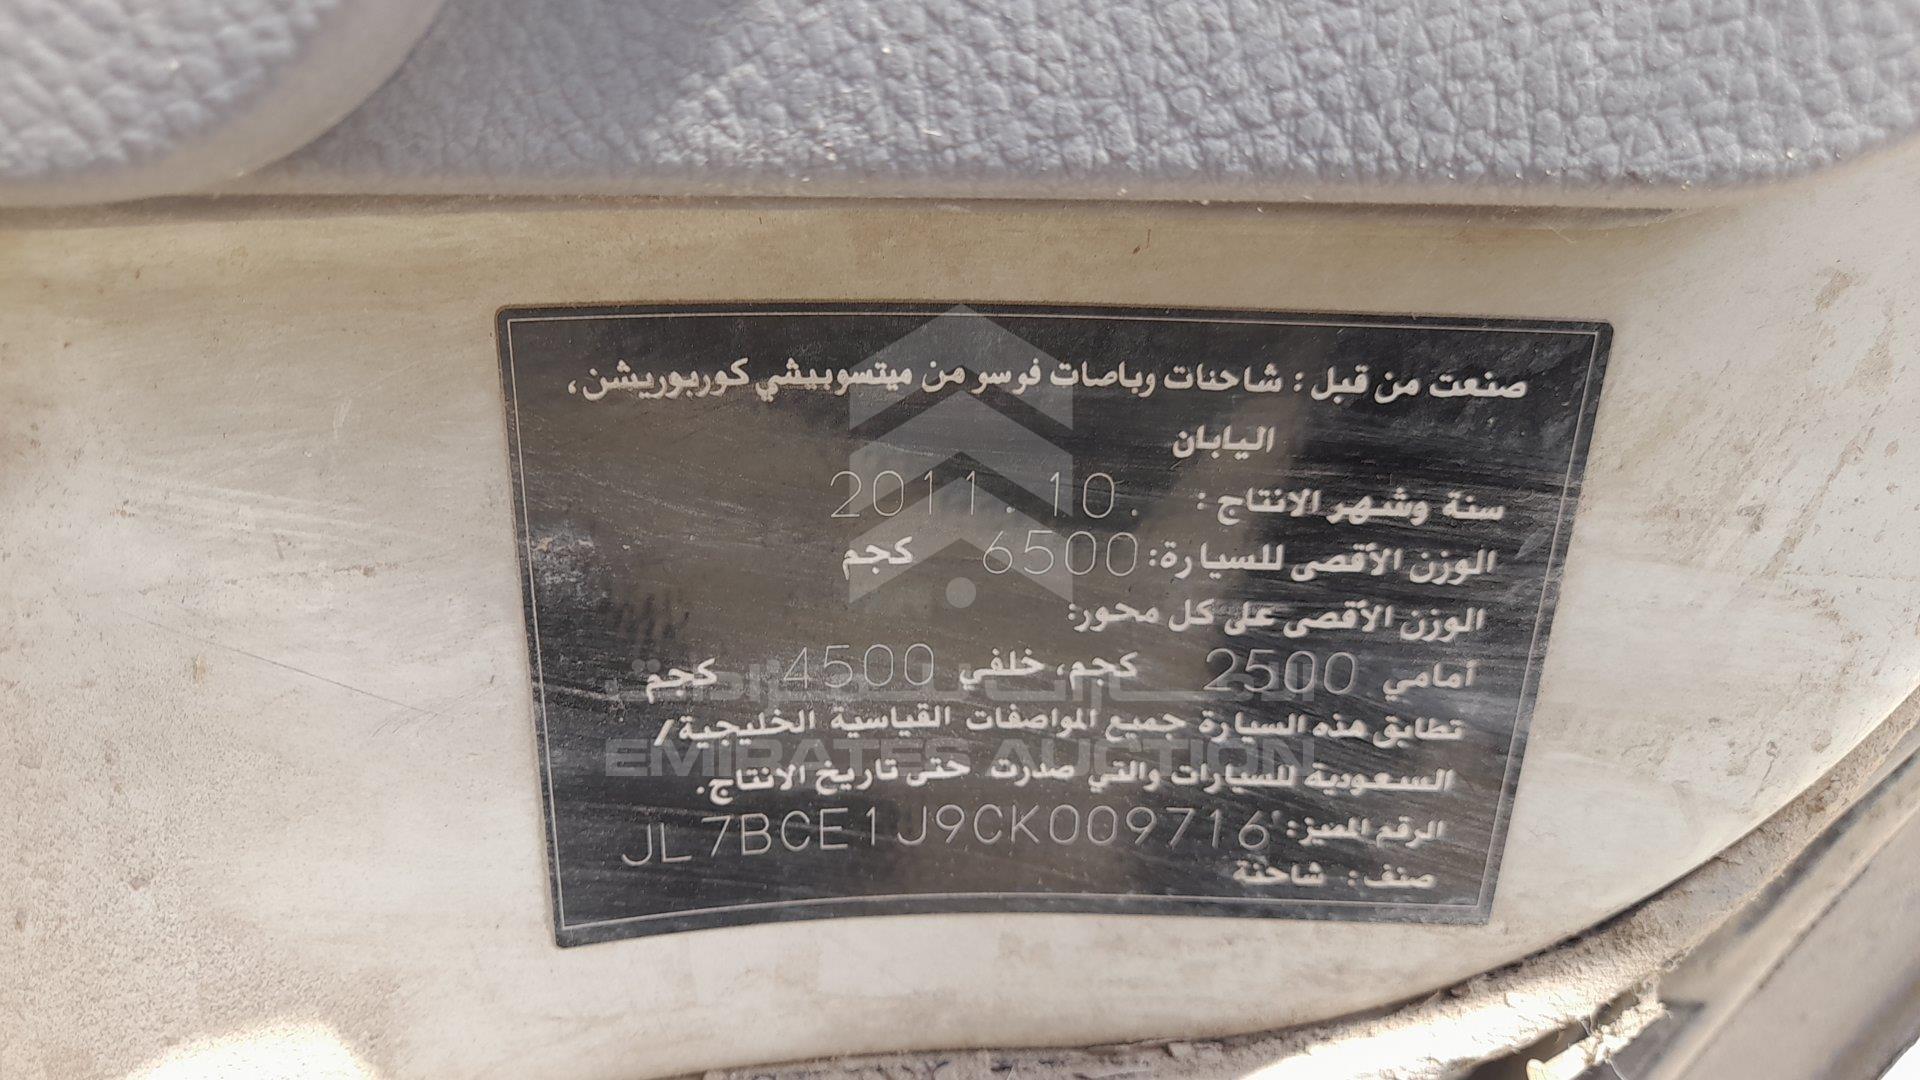 صنعت من قبل : شاحنات وباصات فوسو من ميتسوبيشي كوربوريشن،
اليابان
سنة وشهر الانتاج : 2011. 10.
الوزن الأقصى للسيارة: 6500 كجم
الوزن الأقصى على كل محور:
أمامي 2500 كجم، خلفي 4500 كجم
تطابق هذه السيارة جميع المواصفات القياسية الخليجية/
السعودية للسيارات والتي صدرت حتى تاريخ الانتاج.
الرقم المميز: JL7BCE1J9CK009716
صنف : شاحنة
الإمارات للمزادات
EMIRATES AUCTION